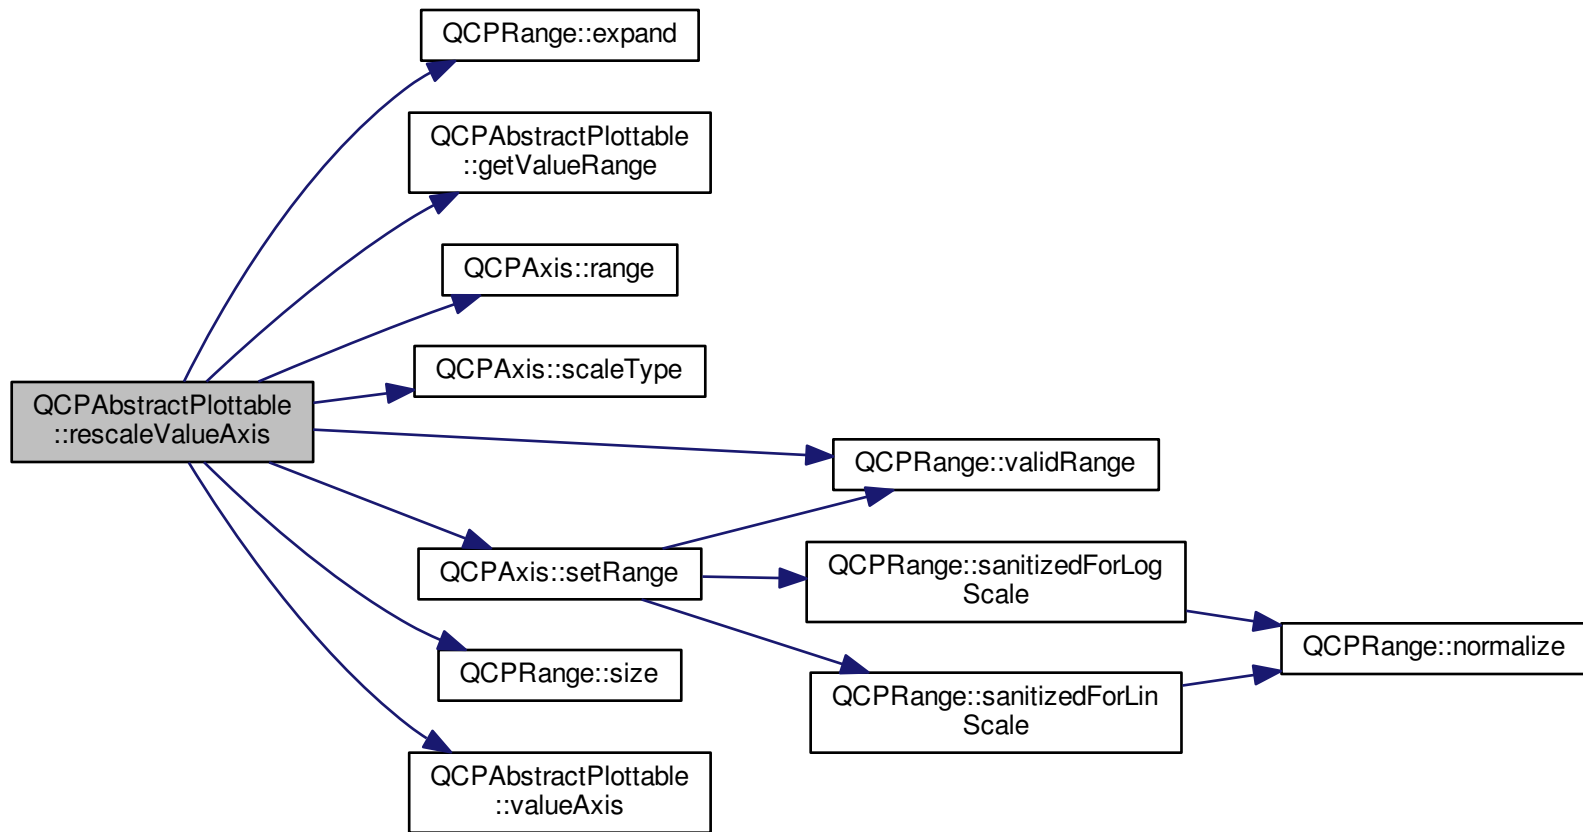 QCPRange::expand
QCPAbstractPlottable
::getValueRange
QCPAxis::range
QCPAxis::scaleType
QCPAbstractPlottable
::rescaleValueAxis
QCPRange::validRange
QCPAxis::setRange
QCPRange::sanitizedForLog
Scale
QCPRange::normalize
QCPRange::size
QCPRange::sanitizedForLin
Scale
QCPAbstractPlottable
::valueAxis